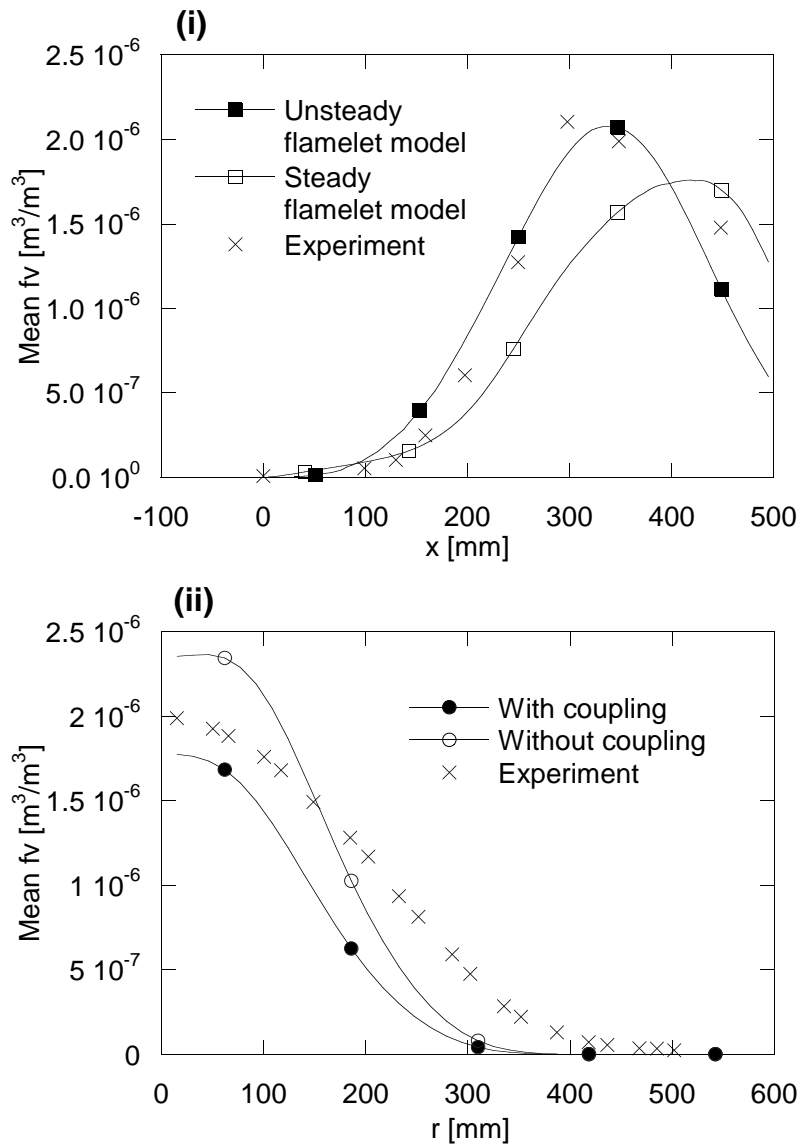 (i)
2.5 10⁻⁶
2.0 10⁻⁶
1.5 10⁻⁶
1.0 10⁻⁶
5.0 10⁻⁷
0.0 10⁰
Mean fv [m³/m³]
Unsteady
flamelet model
Steady
flamelet model
Experiment
-100 0 100 200 300 400 500
x [mm]
(ii)
2.5 10⁻⁶
2 10⁻⁶
1.5 10⁻⁶
1 10⁻⁶
5 10⁻⁷
0
Mean fv [m³/m³]
With coupling
Without coupling
Experiment
0 100 200 300 400 500 600
r [mm]